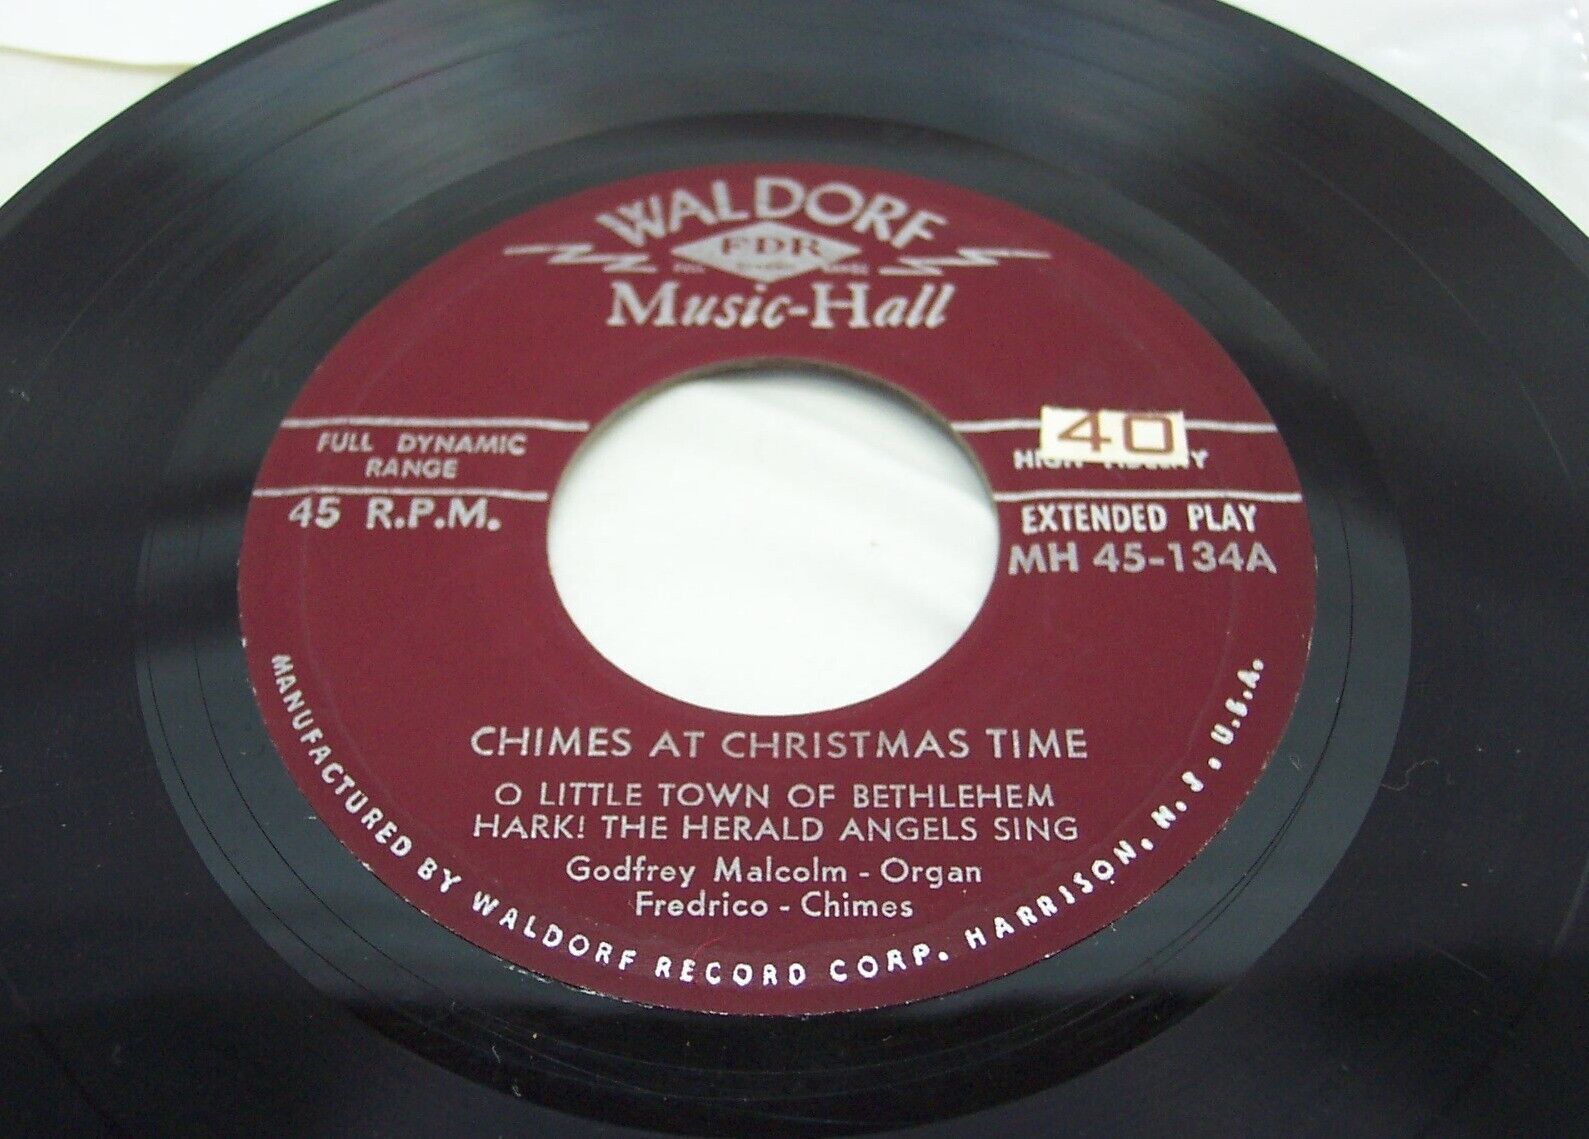 WALDORF
FDR
Music-Hall
FULL DYNAMIC
RANGE
45 R.P.M.
40
HIGH FIDELITY
EXTENDED PLAY
MH 45-134A
CHIMES AT CHRISTMAS TIME
O LITTLE TOWN OF BETHLEHEM
HARK! THE HERALD ANGELS SING
Godfrey Malcolm - Organ
Fredrico - Chimes
MANUFACTURED BY WALDORF RECORD CORP. HARRISON, N.J. U.S.A.